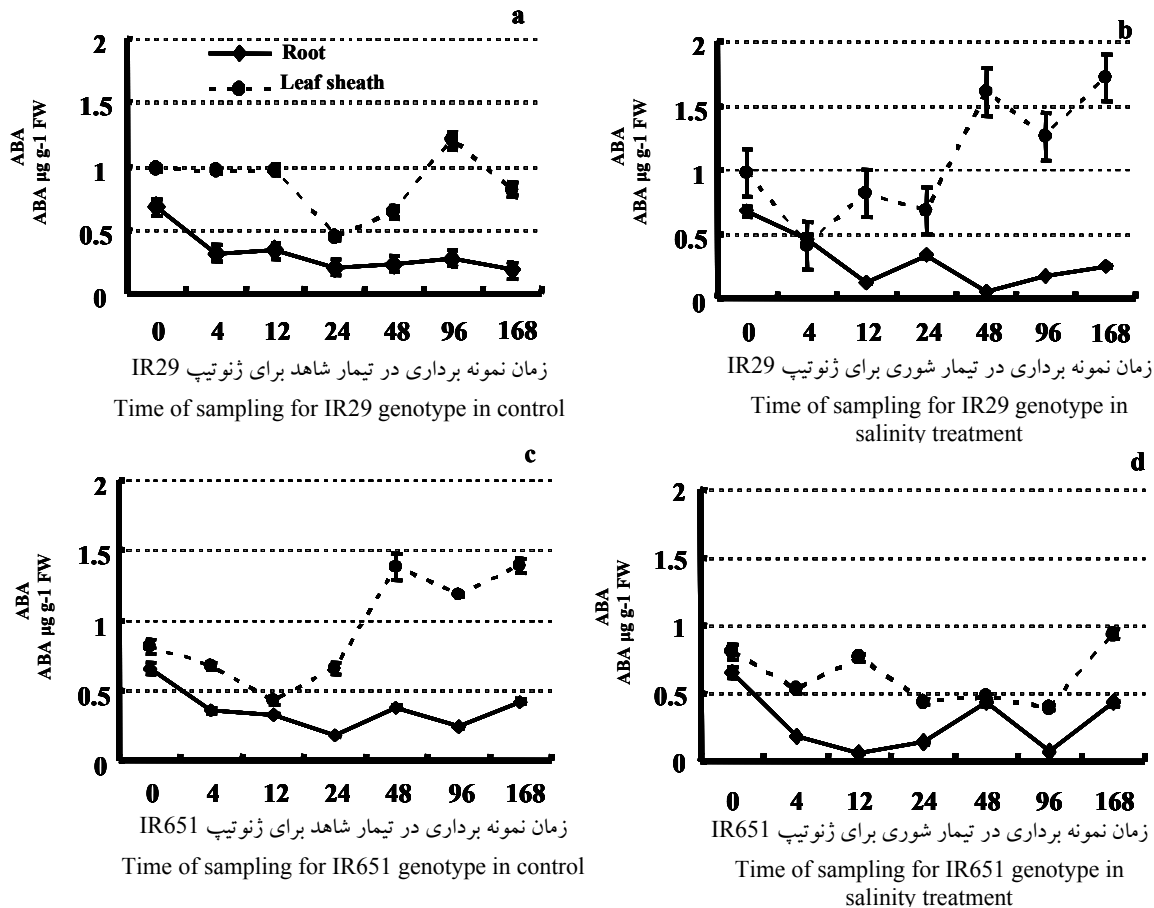 a
2
1.5
1
0.5
0
Root
Leaf sheath
ABA
ABA µg g-1 FW
0 4 12 24 48 96 168
زمان نمونه برداری در تیمار شاهد برای ژنوتیپ IR29
Time of sampling for IR29 genotype in control
b
2
1.5
1
0.5
0
ABA
ABA µg g-1 FW
0 4 12 24 48 96 168
زمان نمونه برداری در تیمار شوری برای ژنوتیپ IR29
Time of sampling for IR29 genotype in
salinity treatment
c
2
1.5
1
0.5
0
ABA
ABA µg g-1 FW
0 4 12 24 48 96 168
زمان نمونه برداری در تیمار شاهد برای ژنوتیپ IR651
Time of sampling for IR651 genotype in control
d
2
1.5
1
0.5
0
ABA
ABA µg g-1 FW
0 4 12 24 48 96 168
زمان نمونه برداری در تیمار شوری برای ژنوتیپ IR651
Time of sampling for IR651 genotype in
salinity treatment